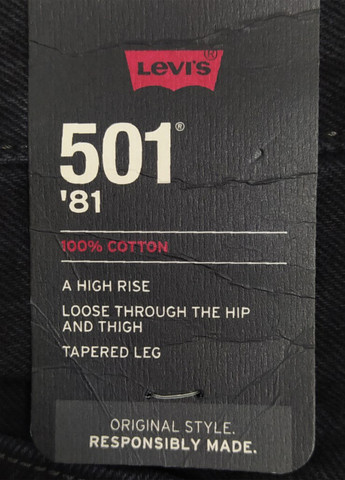 Levi's®
501®
'81
100% COTTON
A HIGH RISE
LOOSE THROUGH THE HIP
AND THIGH
TAPERED LEG
ORIGINAL STYLE.
RESPONSIBLY MADE.